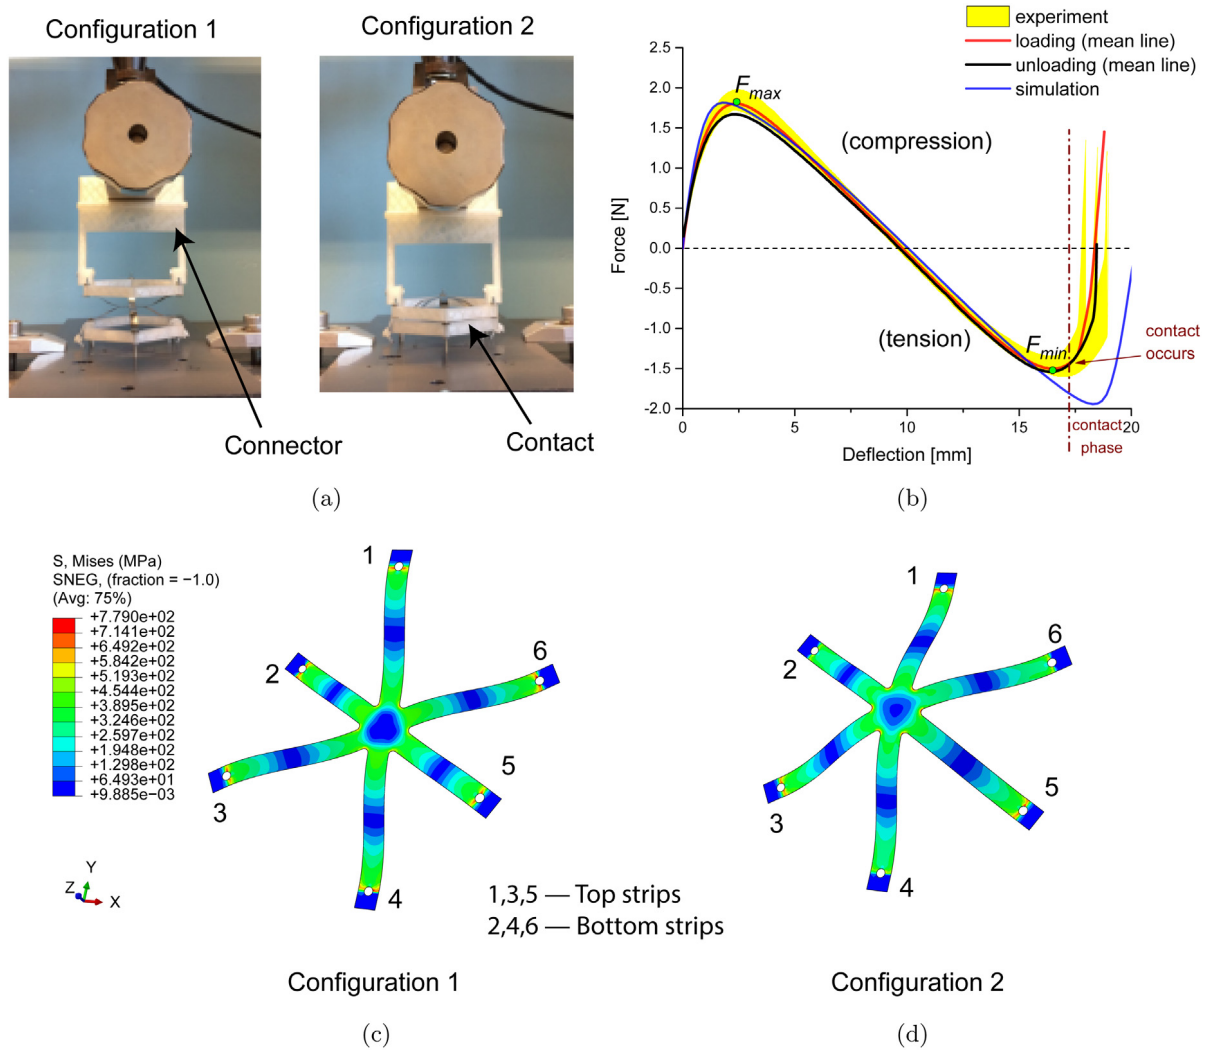 Configuration 1
Configuration 2
Connector
Contact
(a)
experiment
loading (mean line)
unloading (mean line)
simulation
2.5
2.0
1.5
1.0
0.5
0.0
-0.5
-1.0
-1.5
-2.0
Force [N]
F_max
(compression)
(tension)
F_min
contact
occurs
0
5
10
15
20
contact
phase
Deflection [mm]
(b)
S, Mises (MPa)
SNEG, (fraction = −1.0)
(Avg: 75%)
+7.790e+02
+7.141e+02
+6.492e+02
+5.842e+02
+5.193e+02
+4.544e+02
+3.895e+02
+3.246e+02
+2.597e+02
+1.948e+02
+1.298e+02
+6.493e+01
+9.885e−03
1
2
3
4
5
6
Y
Z
X
1
2
3
4
5
6
1,3,5 — Top strips
2,4,6 — Bottom strips
Configuration 1
Configuration 2
(c)
(d)